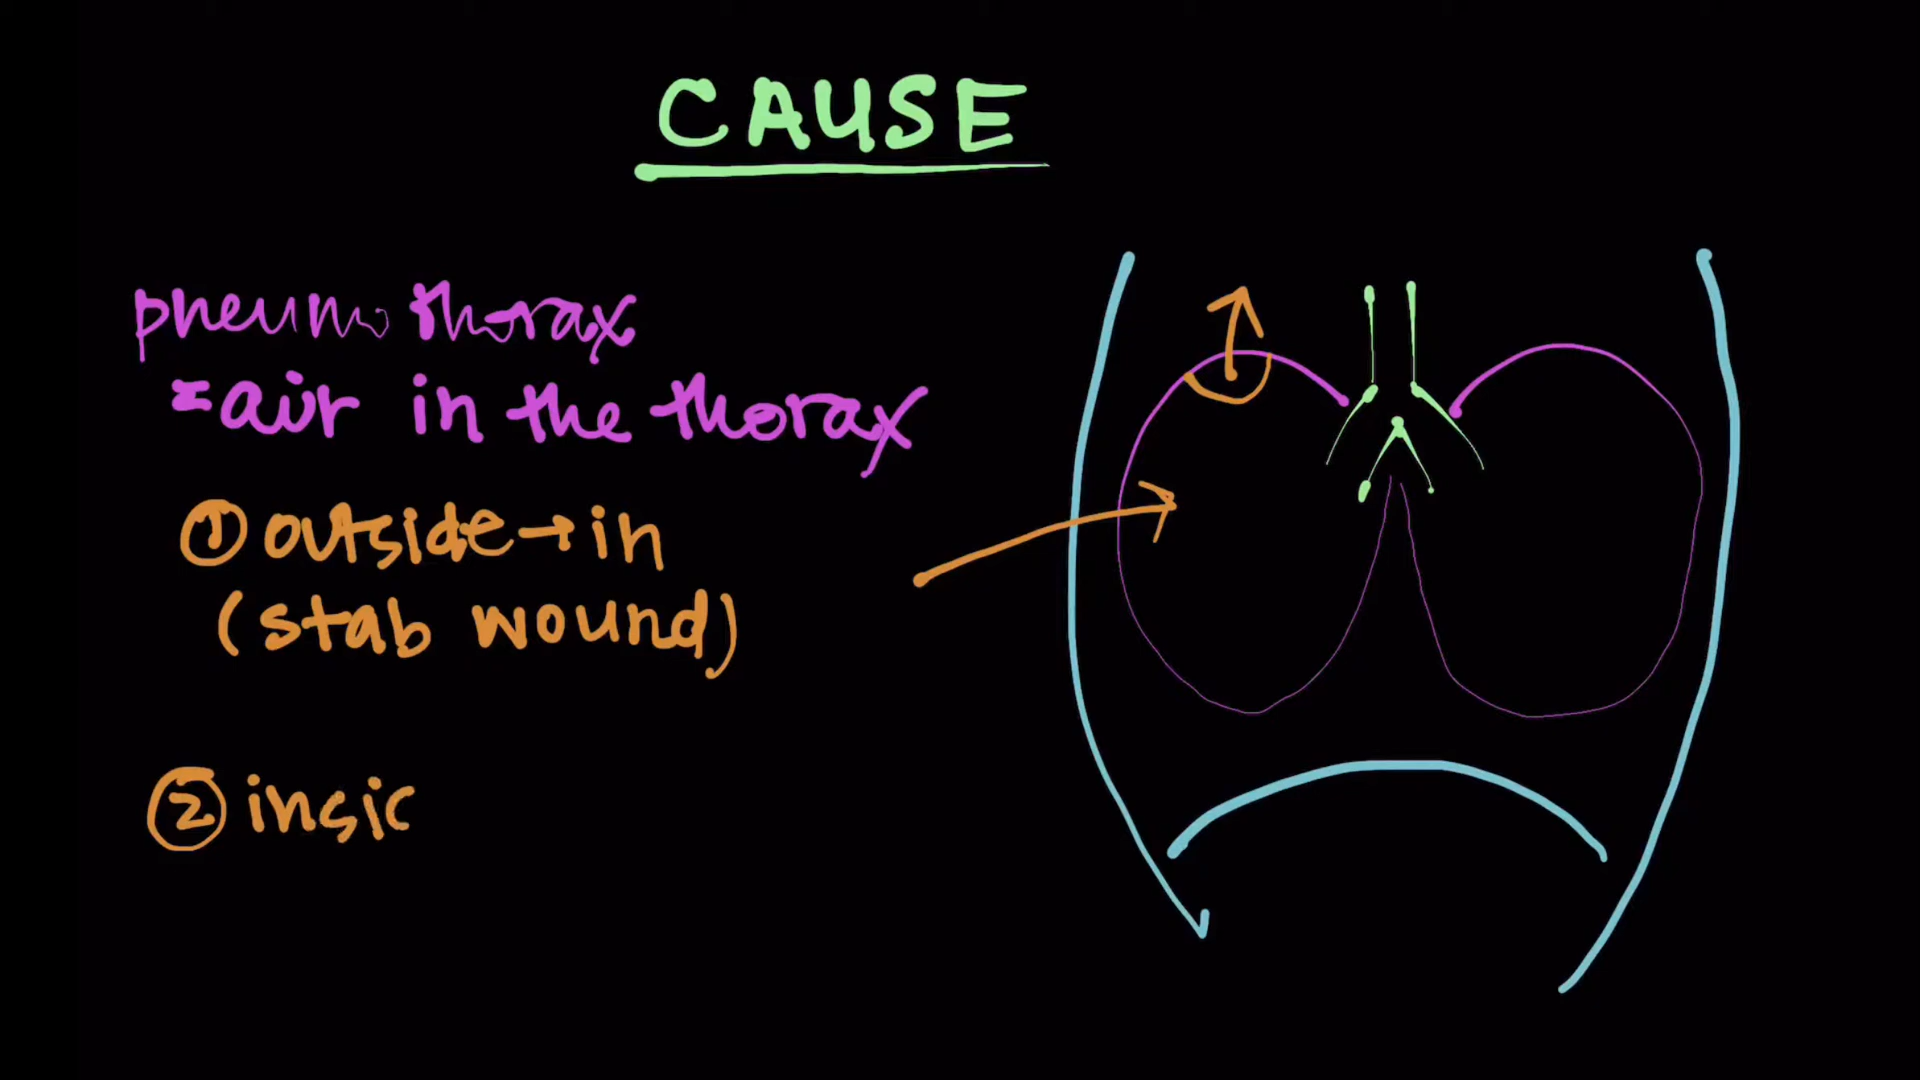 CAUSE
pneumothorax
=air in the thorax
① outside→in
(stab wound)
② insic